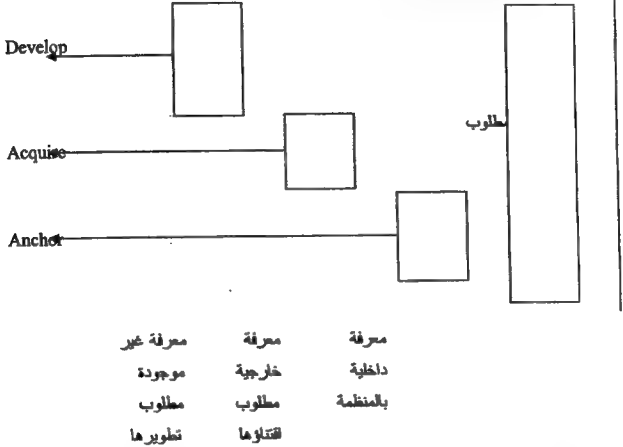 Develop
مطلوب
Acquire
Anchor
معرفة معرفة معرفة غير
داخلية خارجية موجودة
بالمنظمة مطلوب مطلوب
اقتناؤها تطويرها